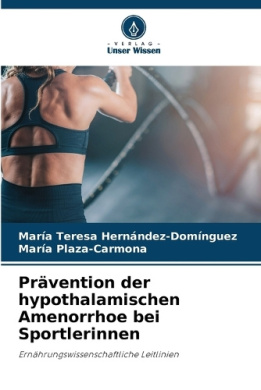 VERLAG
Unser Wissen
María Teresa Hernández-Domínguez
María Plaza-Carmona
Prävention der
hypothalamischen
Amenorrhoe bei
Sportlerinnen
Ernährungswissenschaftliche Leitlinien